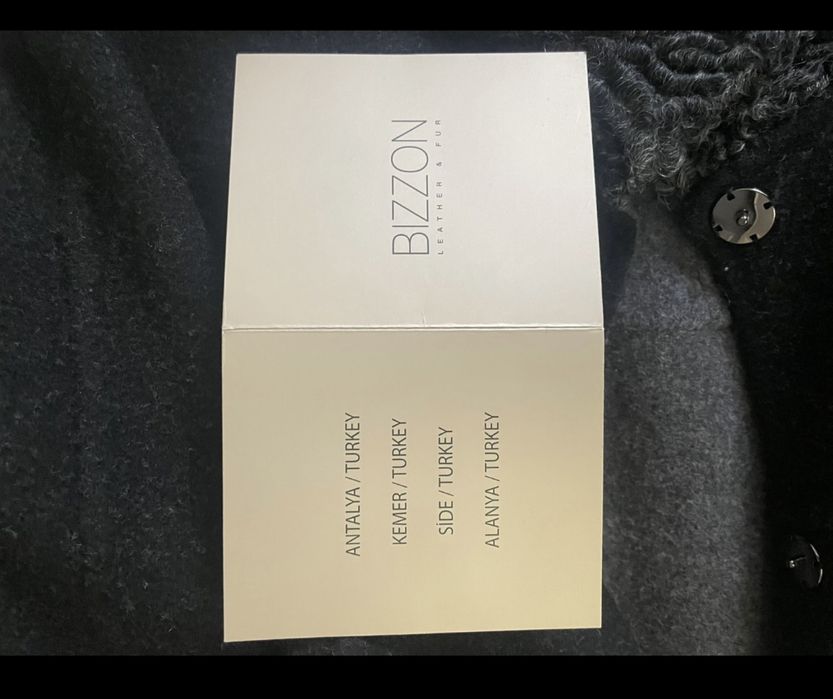 BIZZON
LEATHER & FUR
ANTALYA / TURKEY
KEMER / TURKEY
SİDE / TURKEY
ALANYA / TURKEY